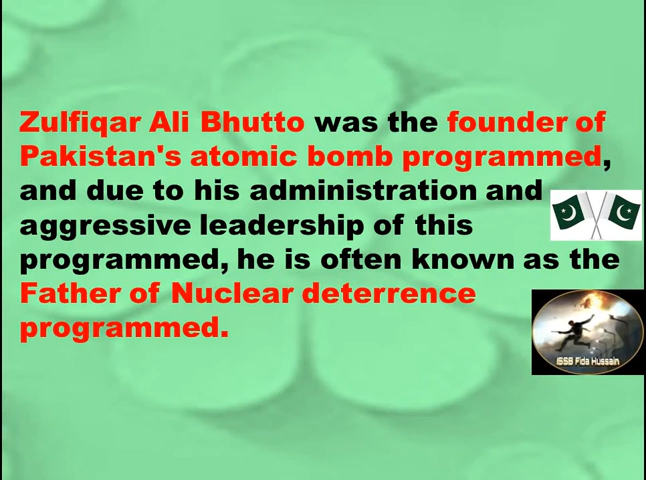 Zulfiqar Ali Bhutto was the founder of
Pakistan's atomic bomb programmed,
and due to his administration and
aggressive leadership of this
programmed, he is often known as the
Father of Nuclear deterrence
programmed.
ISSB Fida Hussain